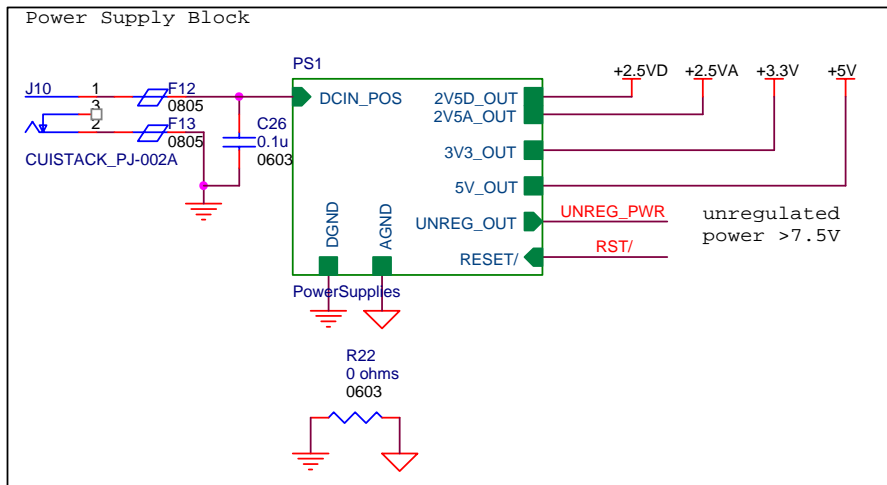 Power Supply Block
PS1
+2.5VD
+2.5VA
+3.3V
+5V
J10
1
F12
0805
3
2
F13
0805
CUISTACK_PJ-002A
C26
0.1u
0603
DCIN_POS
2V5D_OUT
2V5A_OUT
3V3_OUT
5V_OUT
UNREG_OUT
RESET/
DGND
AGND
UNREG_PWR
RST/
unregulated
power >7.5V
PowerSupplies
R22
0 ohms
0603